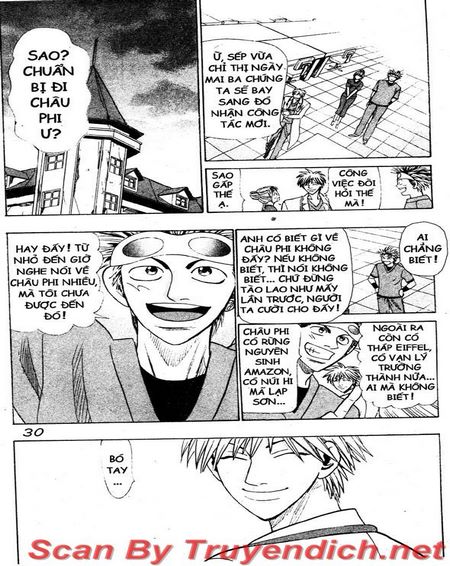 SAO?
CHUẨN
BỊ ĐI
CHÂU
PHI
Ư?
Ừ, SẾP VỪA
CHỈ THỊ NGÀY
MAI BA CHÚNG
TA SẼ BAY
SANG ĐÓ
NHẬN CÔNG
TÁC MỚI.
SAO
GẤP
THẾ
Ạ.
CÔNG
VIỆC ĐÒI
HỎI THẾ
MÀ!
HAY ĐẤY! TỪ
NHỎ ĐẾN GIỜ
NGHE NÓI VỀ
CHÂU PHI NHIỀU,
MÀ TÔI CHƯA
ĐƯỢC ĐẾN
ĐÓ!
ANH CÓ BIẾT GÌ VỀ
CHÂU PHI KHÔNG
ĐẤY? NẾU KHÔNG
BIẾT, THÌ NÓI KHÔNG
BIẾT... CHỨ ĐỪNG
TÀO LAO NHƯ MẤY
LẦN TRƯỚC, NGƯỜI
TA CƯỜI CHO ĐẤY!
AI
CHẲNG
BIẾT!
CHÂU PHI
CÓ RỪNG
NGUYÊN
SINH
AMAZON,
CÓ NÚI HI
MÃ LẠP
SƠN...
NGOÀI RA
CÒN CÓ
THÁP EIFFEL,
CÓ VẠN LÝ
TRƯỜNG
THÀNH NỮA...
AI MÀ
KHÔNG BIẾT!
30
BÓ
TAY
...
Scan By Truyendich.net